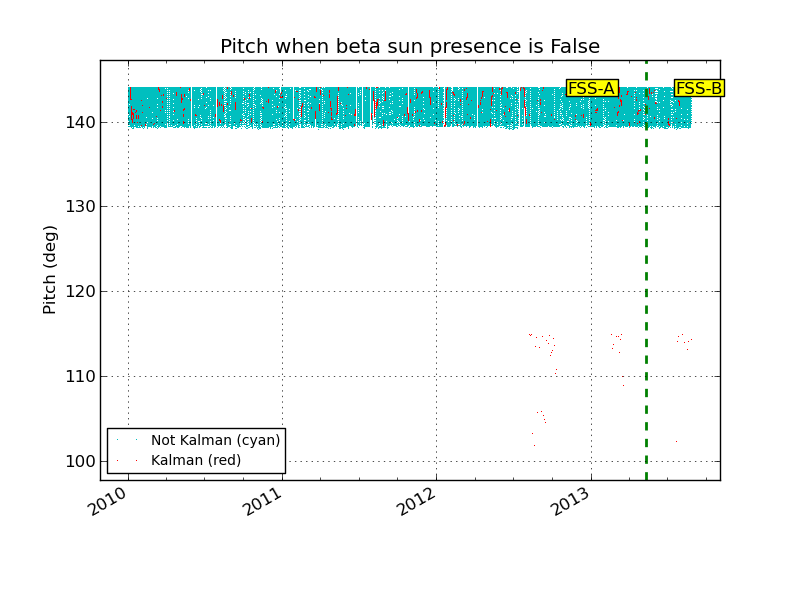 Pitch when beta sun presence is False
FSS-A
FSS-B
140
130
120
110
100
Pitch (deg)
Not Kalman (cyan)
Kalman (red)
2010
2011
2012
2013